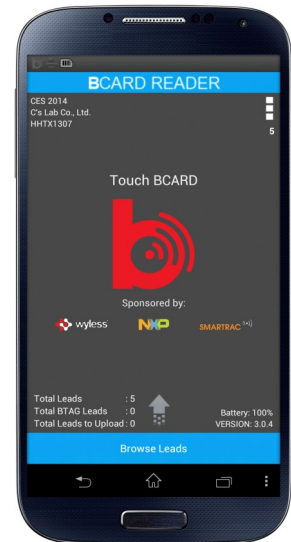 BCARD READER
CES 2014
C's Lab Co., Ltd.
HHTX1307
5
Touch BCARD
b
Sponsored by:
wyless
NXP
SMARTRAC
Total Leads : 5
Total BTAG Leads : 0
Total Leads to Upload : 0
Battery: 100%
VERSION: 3.0.4
Browse Leads